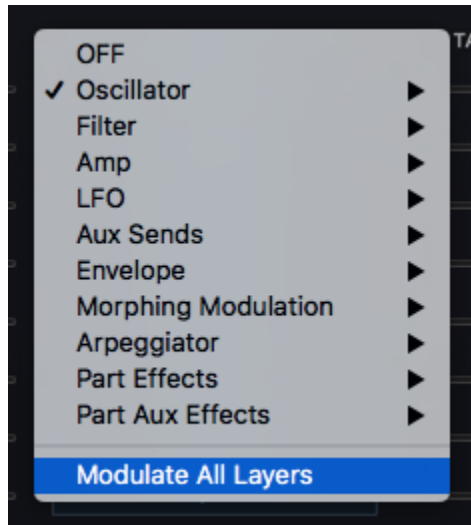 TA
OFF
✓ Oscillator
Filter
Amp
LFO
Aux Sends
Envelope
Morphing Modulation
Arpeggiator
Part Effects
Part Aux Effects
Modulate All Layers